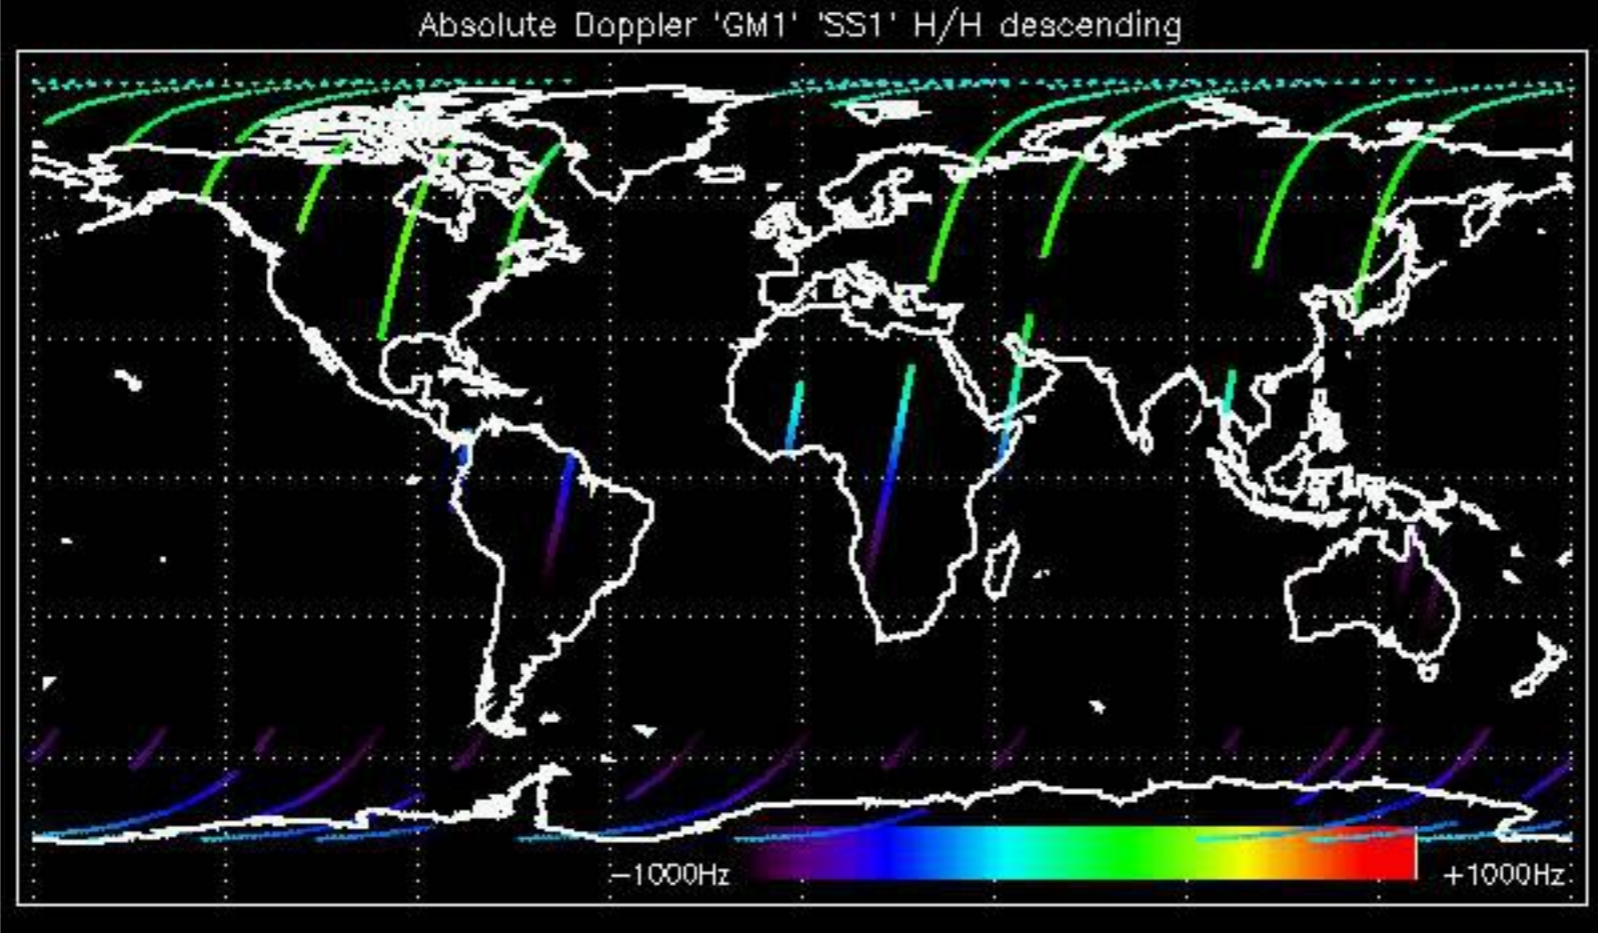 Absolute Doppler 'GM1' 'SS1' H/H descending
−1000Hz +1000Hz